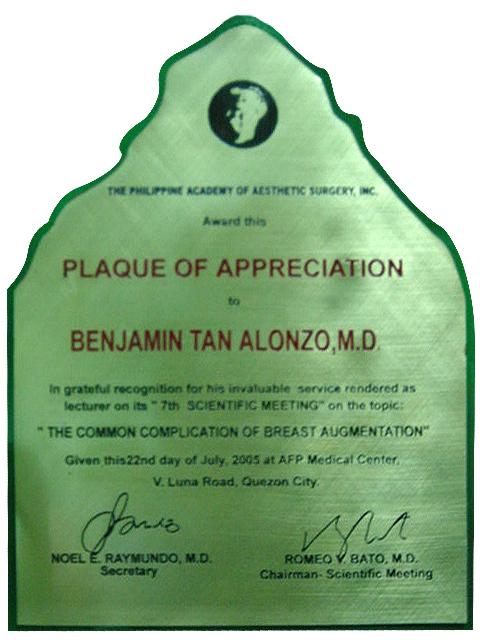 THE PHILIPPINE ACADEMY OF AESTHETIC SURGERY, INC.
Award this
PLAQUE OF APPRECIATION
to
BENJAMIN TAN ALONZO,M.D.
In grateful recognition for his invaluable service rendered as
lecturer on its " 7th SCIENTIFIC MEETING" on the topic:
" THE COMMON COMPLICATION OF BREAST AUGMENTATION"
Given this22nd day of July, 2005 at AFP Medical Center,
V. Luna Road, Quezon City.
NOEL E. RAYMUNDO, M.D.
Secretary
ROMEO V. BATO, M.D.
Chairman- Scientific Meeting